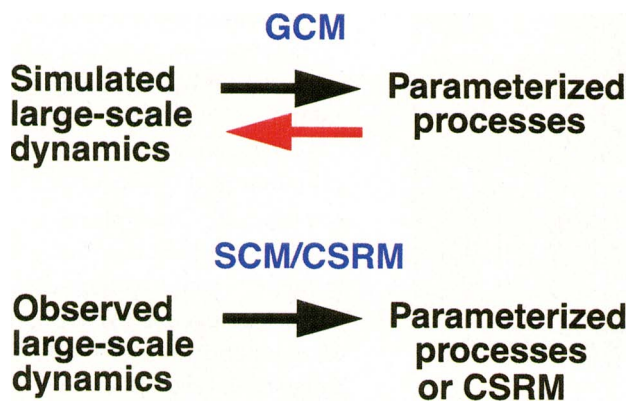 GCM
Simulated
large-scale
dynamics
Parameterized
processes
SCM/CSRM
Observed
large-scale
dynamics
Parameterized
processes
or CSRM